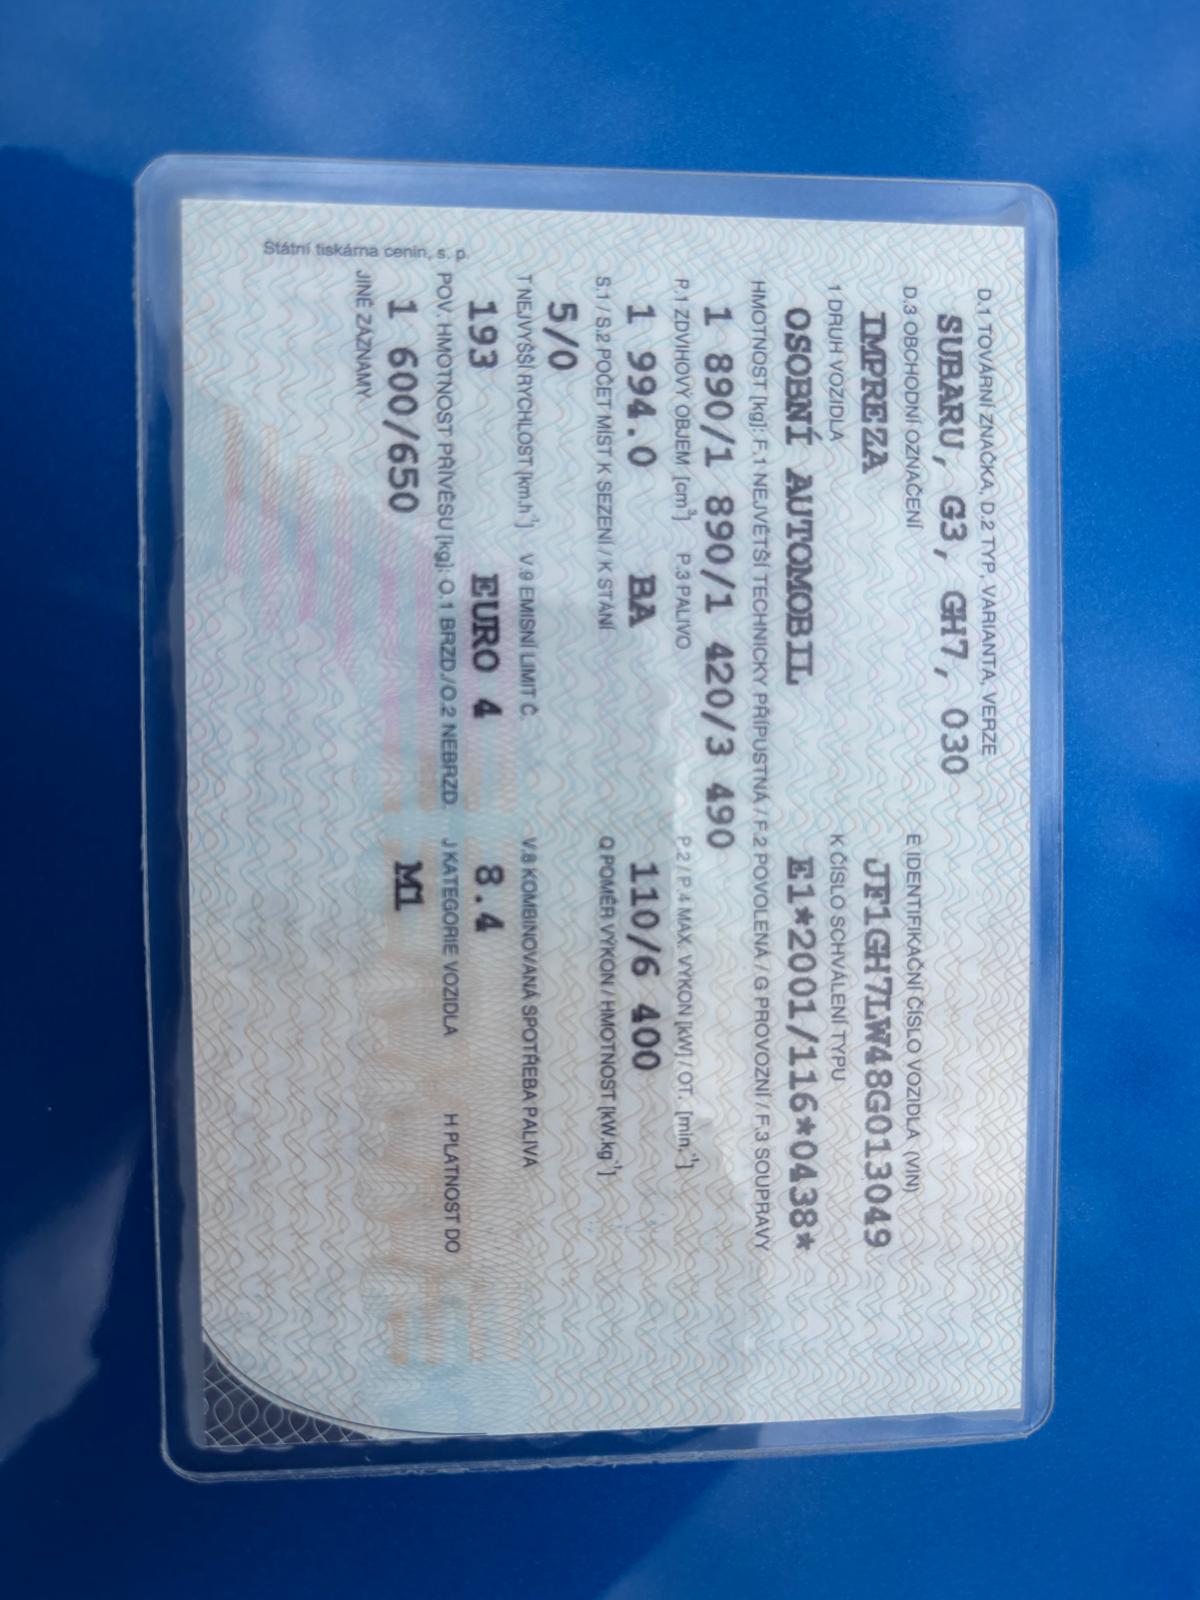 D.1 TOVÁRNÍ ZNAČKA, D.2 TYP, VARIANTA, VERZE
SUBARU, G3, GH7, 030
D.3 OBCHODNÍ OZNAČENÍ E IDENTIFIKAČNÍ ČÍSLO VOZIDLA (VIN)
IMPREZA JF1GH7LW48G013049
1 DRUH VOZIDLA K ČÍSLO SCHVÁLENÍ TYPU
OSOBNÍ AUTOMOBIL E1*2001/116*0438*
HMOTNOST [kg]: F.1 NEJVĚTŠÍ TECHNICKY PŘÍPUSTNÁ / F.2 POVOLENÁ / G PROVOZNÍ / F.3 SOUPRAVY
1 890/1 890/1 420/3 490
P.1 ZDVIHOVÝ OBJEM [cm³] P.3 PALIVO P.2 / P.4 MAX. VÝKON [kW] / OT. [min.⁻¹]
1 994.0 BA 110/6 400
S.1 / S.2 POČET MÍST K SEZENÍ / K STÁNÍ Q POMĚR VÝKON / HMOTNOST [kW.kg⁻¹]
5/0
T NEJVYŠŠÍ RYCHLOST [km.h⁻¹] V.9 EMISNÍ LIMIT Č. V.8 KOMBINOVANÁ SPOTŘEBA PALIVA
193 EURO 4 8.4
POV. HMOTNOST PŘÍVĚSU [kg]: O.1 BRZD./O.2 NEBRZD. J KATEGORIE VOZIDLA H PLATNOST DO
1 600/650 M1
JINÉ ZÁZNAMY
Státní tiskárna cenin, s. p.